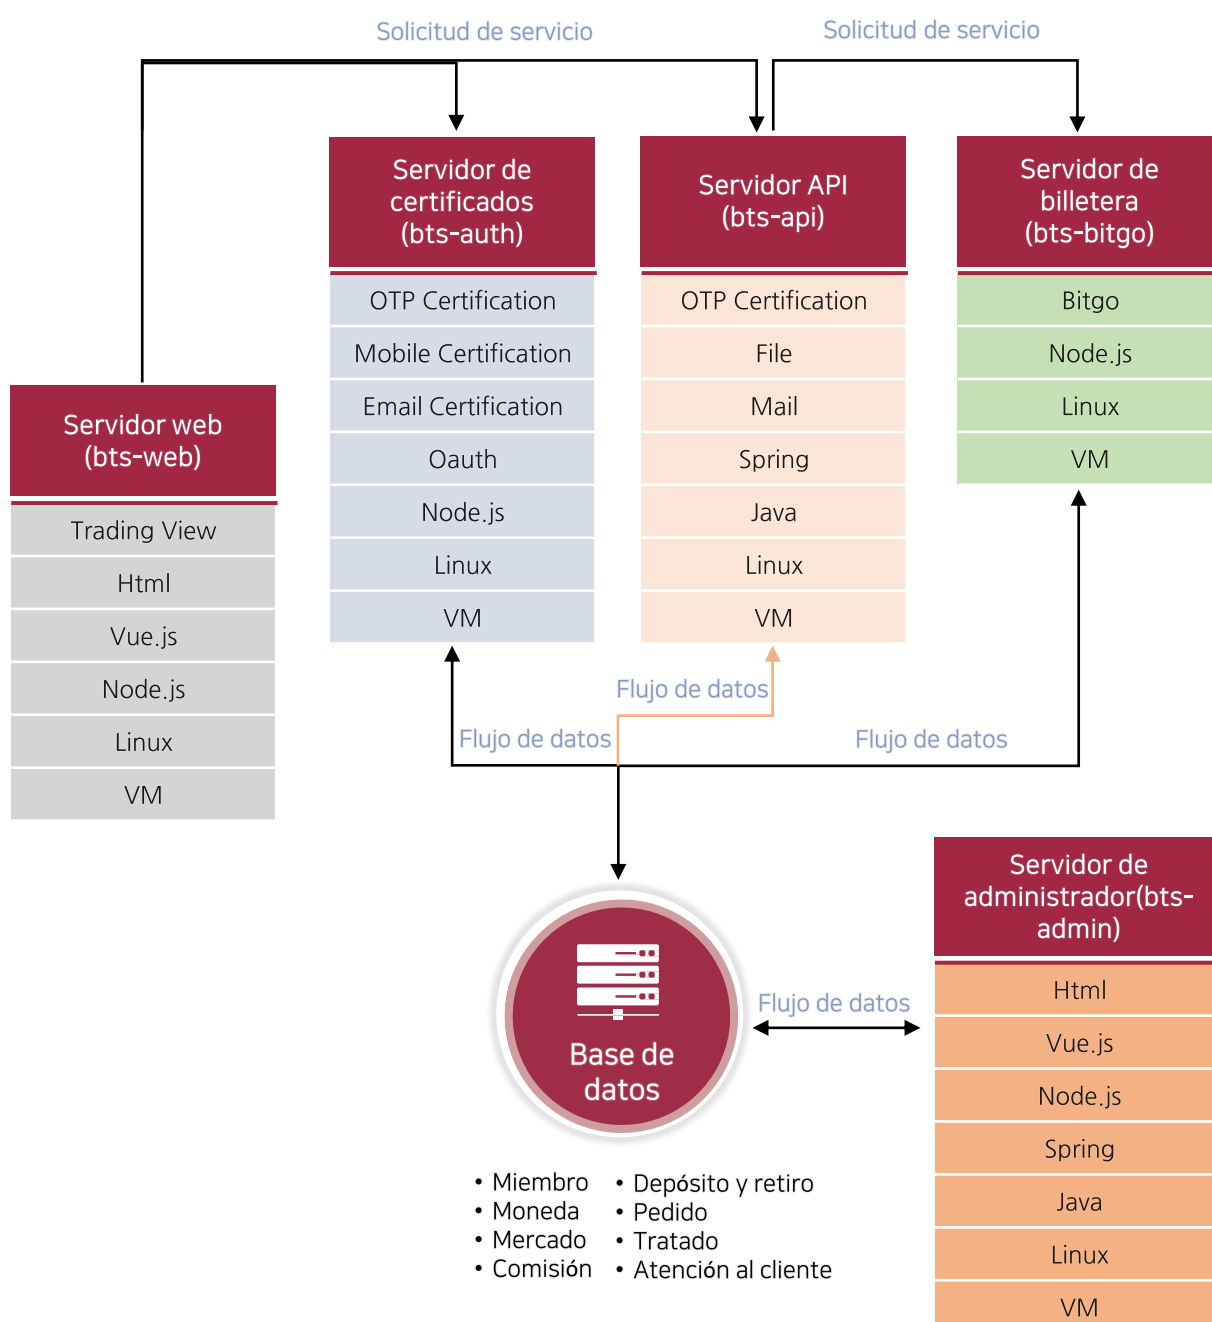 Solicitud de servicio
Solicitud de servicio
Servidor de
certificados
(bts-auth)
OTP Certification
Mobile Certification
Email Certification
Oauth
Node.js
Linux
VM
Servidor API
(bts-api)
OTP Certification
File
Mail
Spring
Java
Linux
VM
Servidor de
billetera
(bts-bitgo)
Bitgo
Node.js
Linux
VM
Servidor web
(bts-web)
Trading View
Html
Vue.js
Node.js
Linux
VM
Flujo de datos
Flujo de datos
Flujo de datos
Base de
datos
Flujo de datos
Servidor de
administrador(bts-
admin)
Html
Vue.js
Node.js
Spring
Java
Linux
VM
• Miembro
• Moneda
• Mercado
• Comisión
• Depósito y retiro
• Pedido
• Tratado
• Atención al cliente